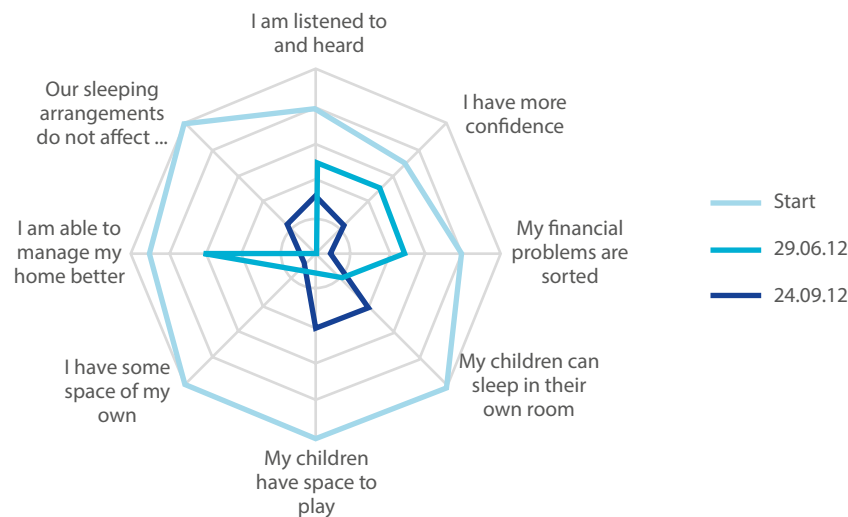 I am listened to
and heard
I have more
confidence
My financial
problems are
sorted
My children can
sleep in their
own room
My children
have space to
play
I have some
space of my
own
I am able to
manage my
home better
Our sleeping
arrangements
do not affect ...
Start
29.06.12
24.09.12